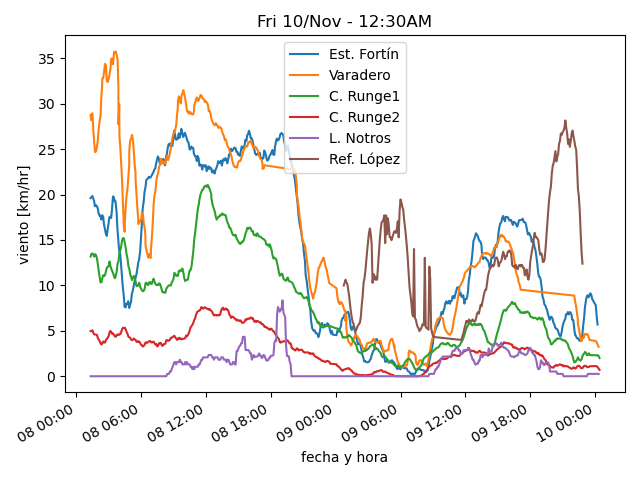 Fri 10/Nov - 12:30AM
Est. Fortín
Varadero
C. Runge1
C. Runge2
L. Notros
Ref. López
viento [km/hr]
35
30
25
20
15
10
5
0
08 00:00
08 06:00
08 12:00
08 18:00
09 00:00
09 06:00
09 12:00
09 18:00
10 00:00
fecha y hora